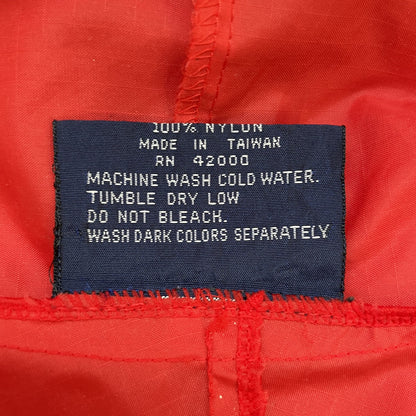 100% NYLON
MADE IN TAIWAN
RN 42000
MACHINE WASH COLD WATER.
TUMBLE DRY LOW
DO NOT BLEACH.
WASH DARK COLORS SEPARATELY